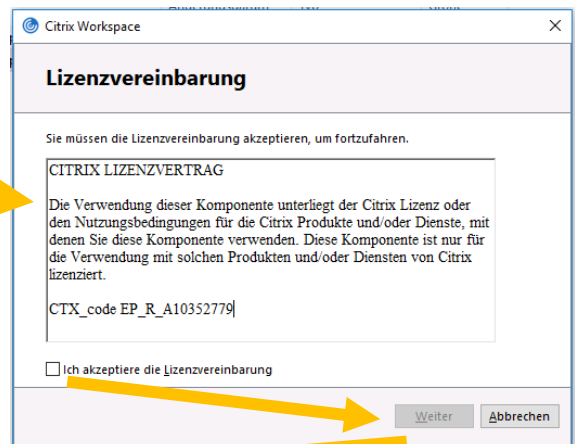 Citrix Workspace
Lizenzvereinbarung
Sie müssen die Lizenzvereinbarung akzeptieren, um fortzufahren.
CITRIX LIZENZVERTRAG
Die Verwendung dieser Komponente unterliegt der Citrix Lizenz oder
den Nutzungsbedingungen für die Citrix Produkte und/oder Dienste, mit
denen Sie diese Komponente verwenden. Diese Komponente ist nur für
die Verwendung mit solchen Produkten und/oder Diensten von Citrix
lizenziert.
CTX_code EP_R_A10352779
Ich akzeptiere die Lizenzvereinbarung
Weiter Abbrechen